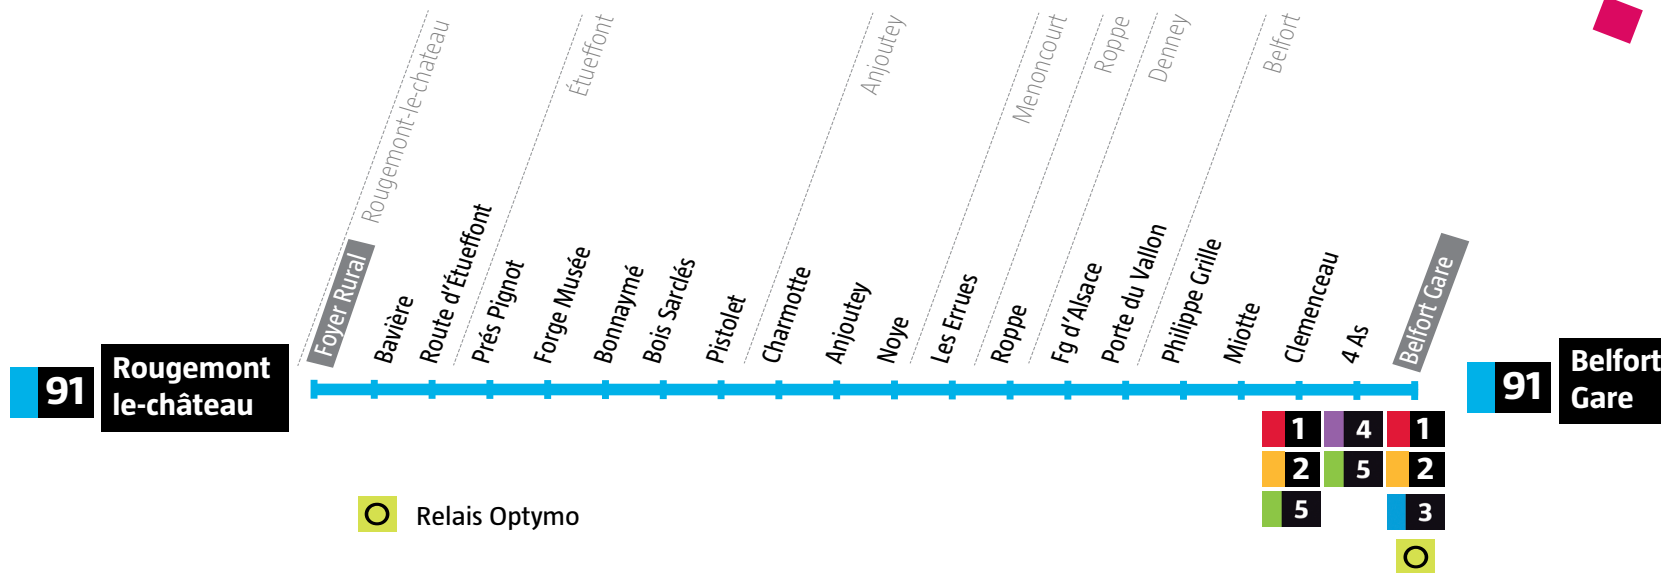 Rougemont-le-chateau
Étueffont
Anjoutey
Menoncourt
Roppe
Denney
Belfort
Foyer Rural
Bavière
Route d'Étueffont
Prés Pignot
Forge Musée
Bonnaymé
Bois Sarclés
Pistolet
Charmotte
Anjoutey
Noye
Les Errues
Roppe
Fg d'Alsace
Porte du Vallon
Philippe Grille
Miotte
Clemenceau
4 As
Belfort Gare
91
Rougemont
le-château
91
Belfort
Gare
1 4 1
2 5 2
5 3
Relais Optymo